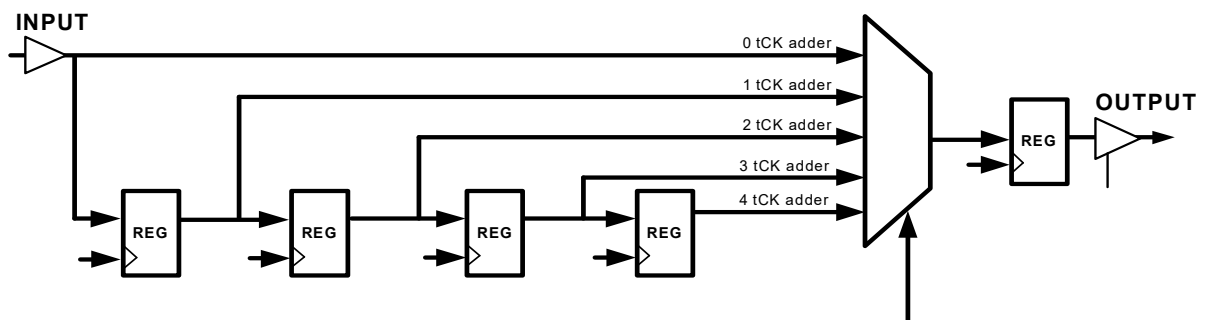 INPUT
0 tCK adder
1 tCK adder
2 tCK adder
3 tCK adder
4 tCK adder
REG
REG
REG
REG
REG
OUTPUT